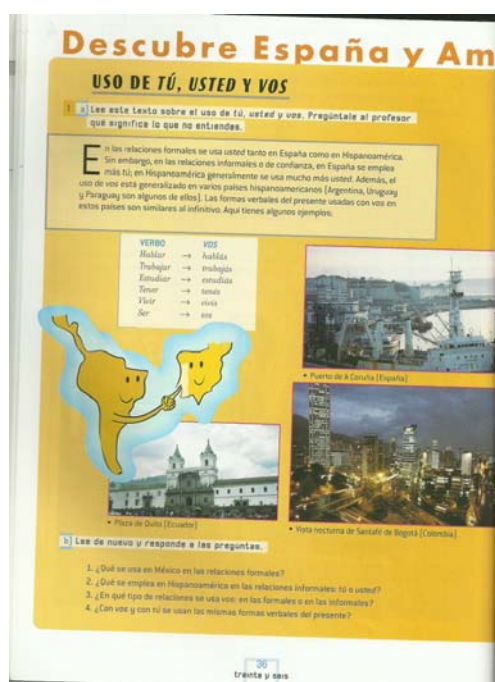 Descubre España y Am
USO DE TÚ, USTED Y VOS
1 a Lee este texto sobre el uso de tú, usted y vos. Pregúntale al profesor
qué significa lo que no entiendes.
En las relaciones formales se usa usted tanto en España como en Hispanoamérica.
Sin embargo, en las relaciones informales o de confianza, en España se emplea
más tú; en Hispanoamérica generalmente se usa mucho más usted. Además, el
uso de vos está generalizado en varios países hispanoamericanos (Argentina, Uruguay
y Paraguay son algunos de ellos). Las formas verbales del presente usadas con vos en
estos países son similares al infinitivo. Aquí tienes algunos ejemplos:
VERBO VOS
Hablar → hablás
Trabajar → trabajás
Estudiar → estudiás
Tener → tenés
Vivir → vivís
Ser → sos
• Puerto de A Coruña (España)
• Plaza de Quito (Ecuador)
• Vista nocturna de Santafé de Bogotá (Colombia)
b Lee de nuevo y responde a las preguntas.
1. ¿Qué se usa en México en las relaciones formales?
2. ¿Qué se emplea en Hispanoamérica en las relaciones informales: tú o usted?
3. ¿En qué tipo de relaciones se usa vos: en las formales o en las informales?
4. ¿Con vos y con tú se usan las mismas formas verbales del presente?
36
treinta y seis